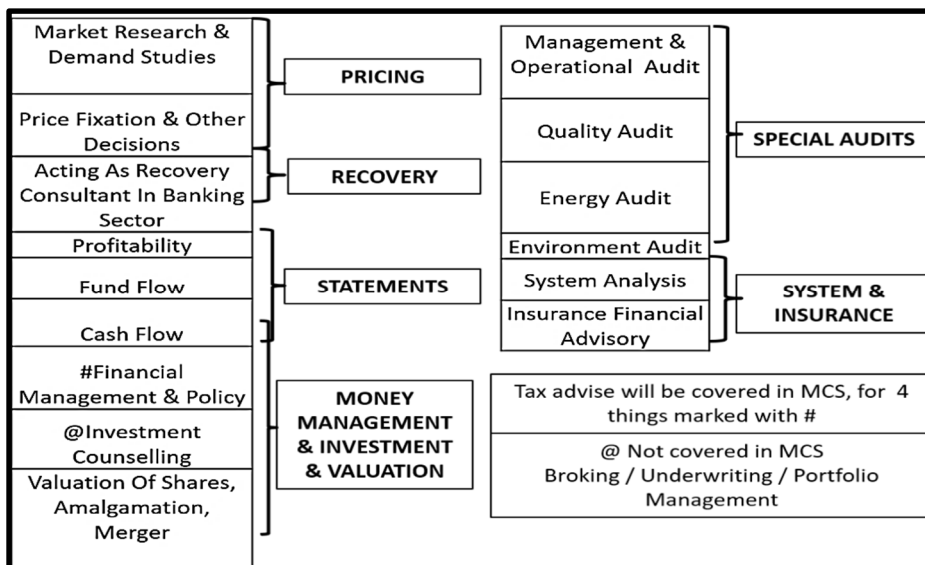 Market Research &
Demand Studies
Price Fixation & Other
Decisions
PRICING
Acting As Recovery
Consultant In Banking
Sector
RECOVERY
Profitability
Fund Flow
Cash Flow
STATEMENTS
#Financial
Management & Policy
@Investment
Counselling
Valuation Of Shares,
Amalgamation,
Merger
MONEY
MANAGEMENT
& INVESTMENT
& VALUATION
Management &
Operational Audit
Quality Audit
Energy Audit
Environment Audit
SPECIAL AUDITS
System Analysis
Insurance Financial
Advisory
SYSTEM &
INSURANCE
Tax advise will be covered in MCS, for 4
things marked with #
@ Not covered in MCS
Broking / Underwriting / Portfolio
Management